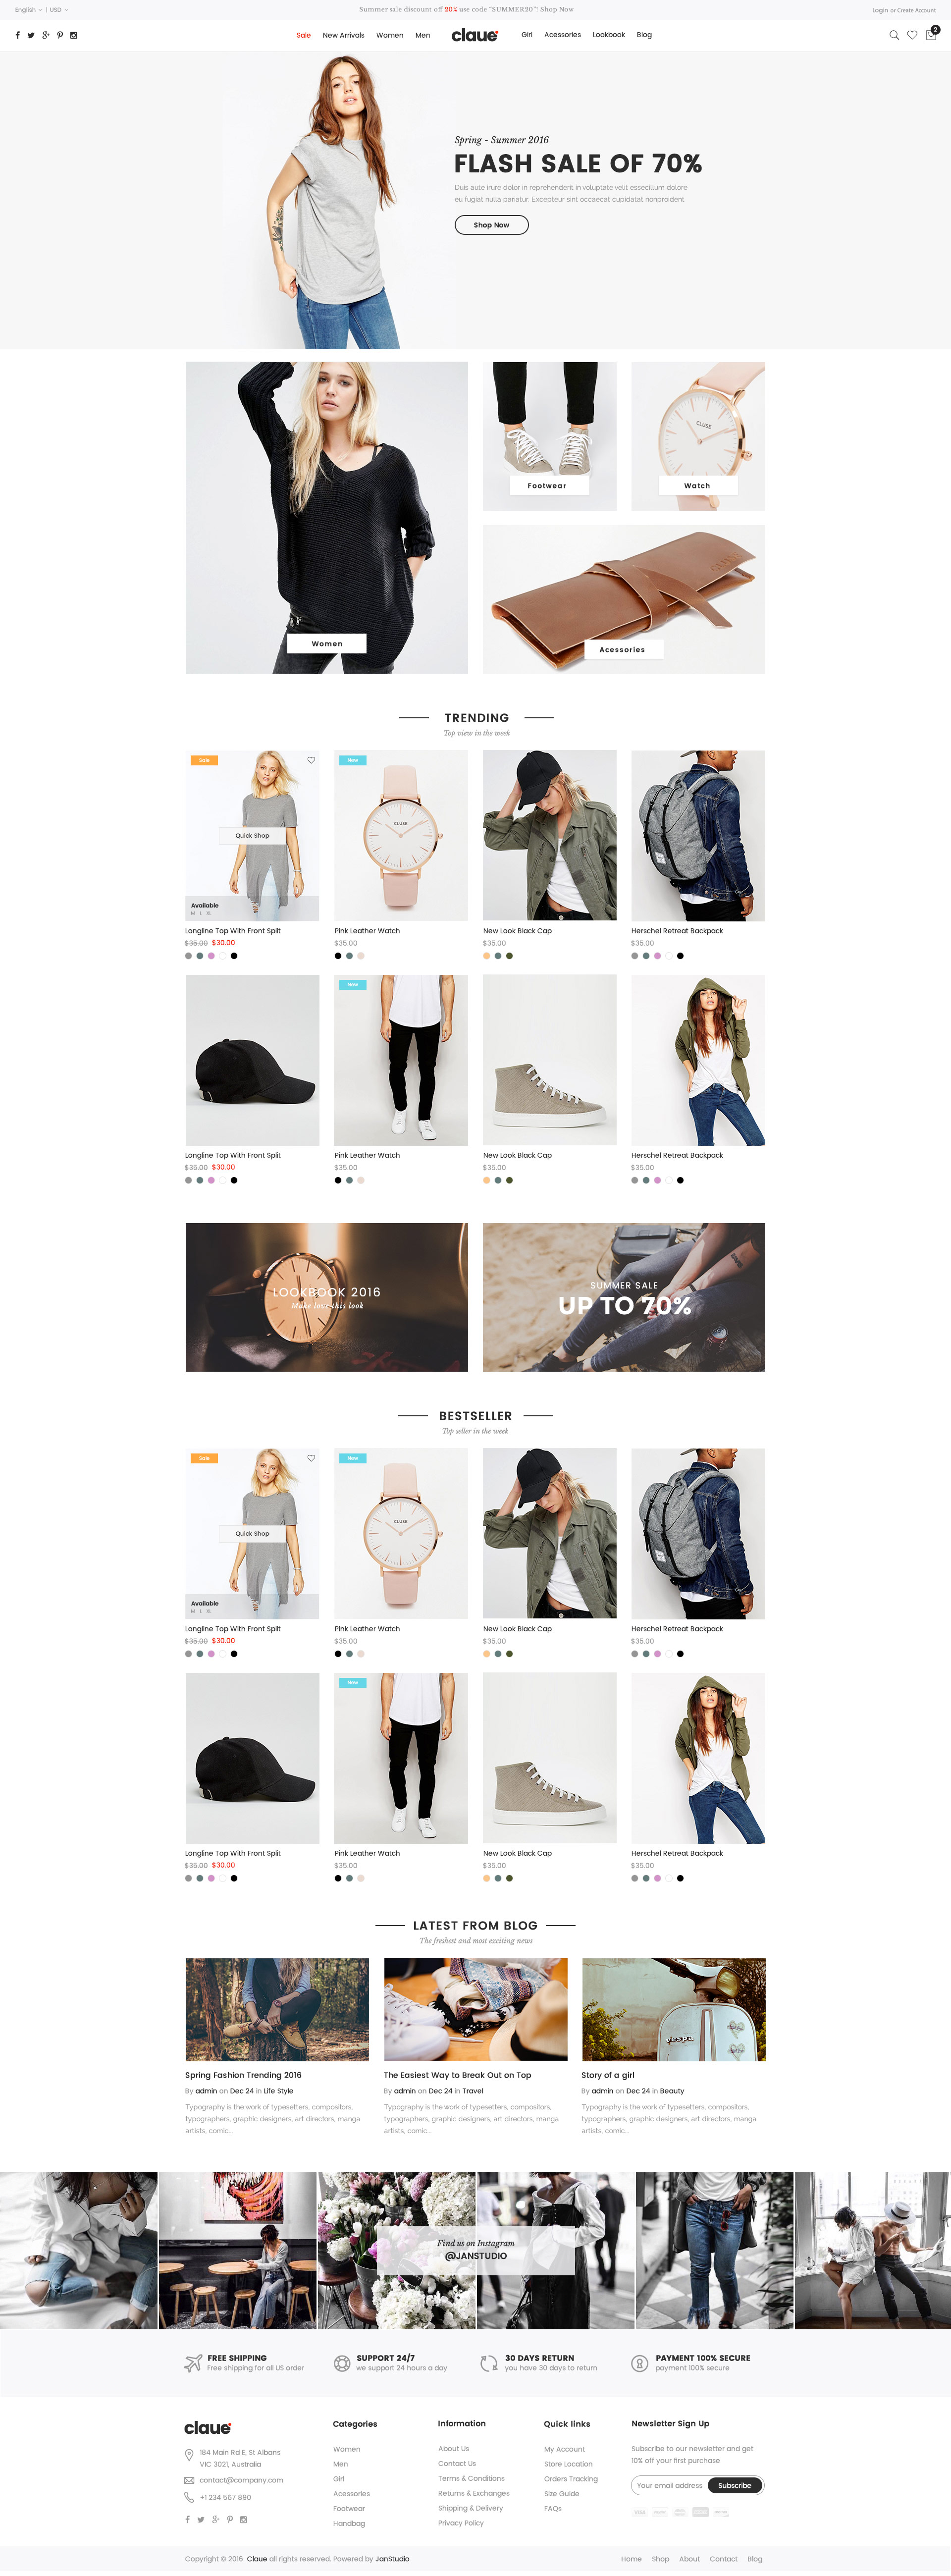 English | USD
Summer sale discount off 20% use code "SUMMER20"! Shop Now
Login or Create Account
Sale New Arrivals Women Men claue Girl Acessories Lookbook Blog
2
Spring - Summer 2016
FLASH SALE OF 70%
Duis aute irure dolor in reprehenderit in voluptate velit essecillum dolore
eu fugiat nulla pariatur. Excepteur sint occaecat cupidatat nonproident
Shop Now
CLUSE
Footwear
Watch
Women
Acessories
TRENDING
Top view in the week
Sale
Quick Shop
Available
M L XL
New
CLUSE
Longline Top With Front Split
$35.00 $30.00
Pink Leather Watch
$35.00
New Look Black Cap
$35.00
Herschel Retreat Backpack
$35.00
New
Longline Top With Front Split
$35.00 $30.00
Pink Leather Watch
$35.00
New Look Black Cap
$35.00
Herschel Retreat Backpack
$35.00
LOOKBOOK 2016
Make love this look
SUMMER SALE
UP TO 70%
BESTSELLER
Top seller in the week
Sale
Quick Shop
Available
M L XL
New
CLUSE
Longline Top With Front Split
$35.00 $30.00
Pink Leather Watch
$35.00
New Look Black Cap
$35.00
Herschel Retreat Backpack
$35.00
New
Longline Top With Front Split
$35.00 $30.00
Pink Leather Watch
$35.00
New Look Black Cap
$35.00
Herschel Retreat Backpack
$35.00
LATEST FROM BLOG
The freshest and most exciting news
Vespa
Spring Fashion Trending 2016
By admin on Dec 24 in Life Style
Typography is the work of typesetters, compositors,
typographers, graphic designers, art directors, manga
artists, comic...
The Easiest Way to Break Out on Top
By admin on Dec 24 in Travel
Typography is the work of typesetters, compositors,
typographers, graphic designers, art directors, manga
artists, comic...
Story of a girl
By admin on Dec 24 in Beauty
Typography is the work of typesetters, compositors,
typographers, graphic designers, art directors, manga
artists, comic...
Find us on Instagram
@JANSTUDIO
FREE SHIPPING
Free shipping for all US order
SUPPORT 24/7
we support 24 hours a day
30 DAYS RETURN
you have 30 days to return
PAYMENT 100% SECURE
payment 100% secure
claue
184 Main Rd E, St Albans
VIC 3021, Australia
contact@company.com
+1 234 567 890
Categories
Women
Men
Girl
Acessories
Footwear
Handbag
Information
About Us
Contact Us
Terms & Conditions
Returns & Exchanges
Shipping & Delivery
Privacy Policy
Quick links
My Account
Store Location
Orders Tracking
Size Guide
FAQs
Newsletter Sign Up
Subscribe to our newsletter and get
10% off your first purchase
Your email address Subscribe
VISA
Copyright © 2016 Claue all rights reserved. Powered by JanStudio
Home Shop About Contact Blog